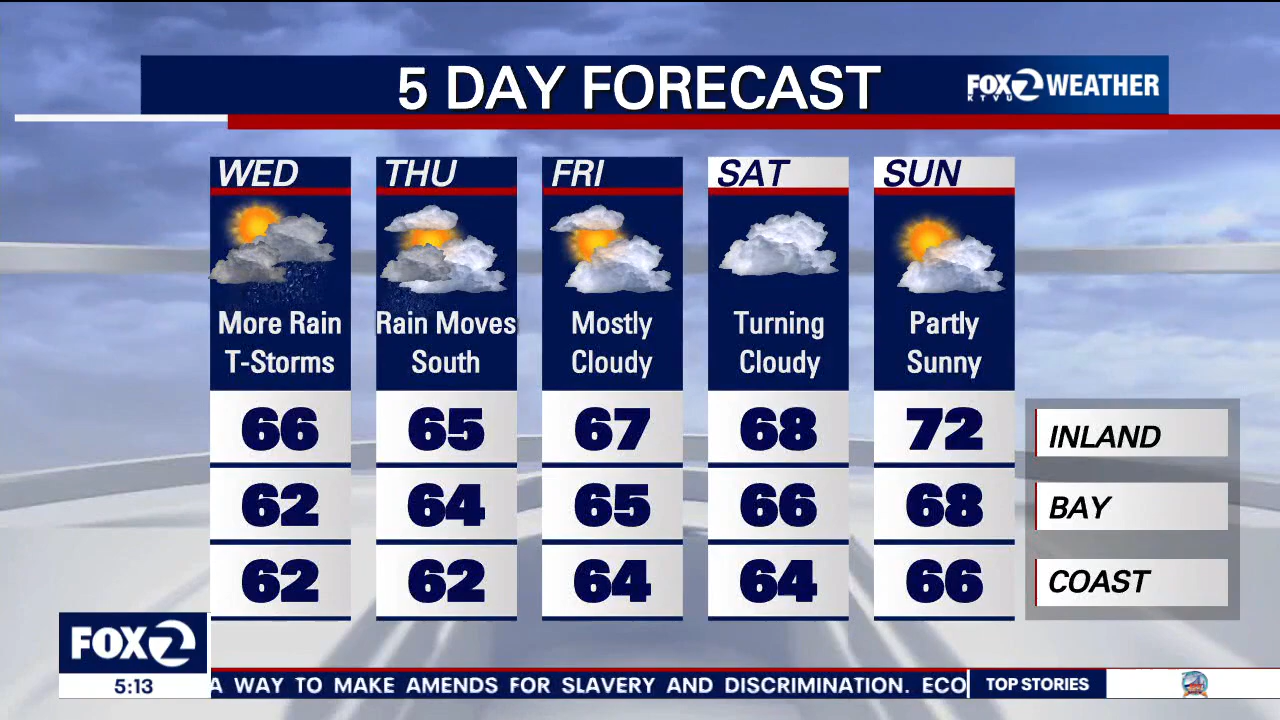 5 DAY FORECAST
FOX 2 WEATHER
KTVU
WED THU FRI SAT SUN
More Rain Rain Moves Mostly Turning Partly
T-Storms South Cloudy Cloudy Sunny
66 65 67 68 72 INLAND
62 64 65 66 68 BAY
62 62 64 64 66 COAST
FOX 2
5:13 A WAY TO MAKE AMENDS FOR SLAVERY AND DISCRIMINATION. ECO TOP STORIES